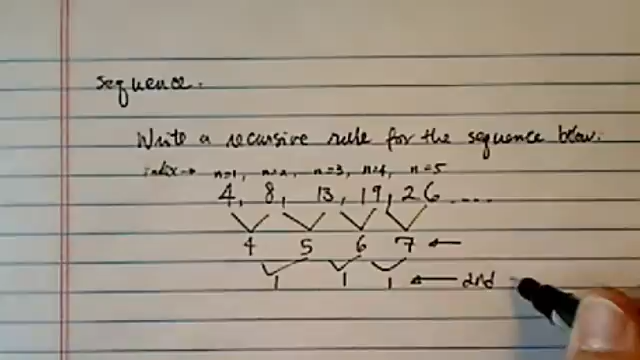 Sequence.
Write a recursive rule for the sequence below.
index→ n=1, n=2, n=3, n=4, n=5
4, 8, 13, 19, 26 ....
4 5 6 7 ←
1 1 1 ← 2nd